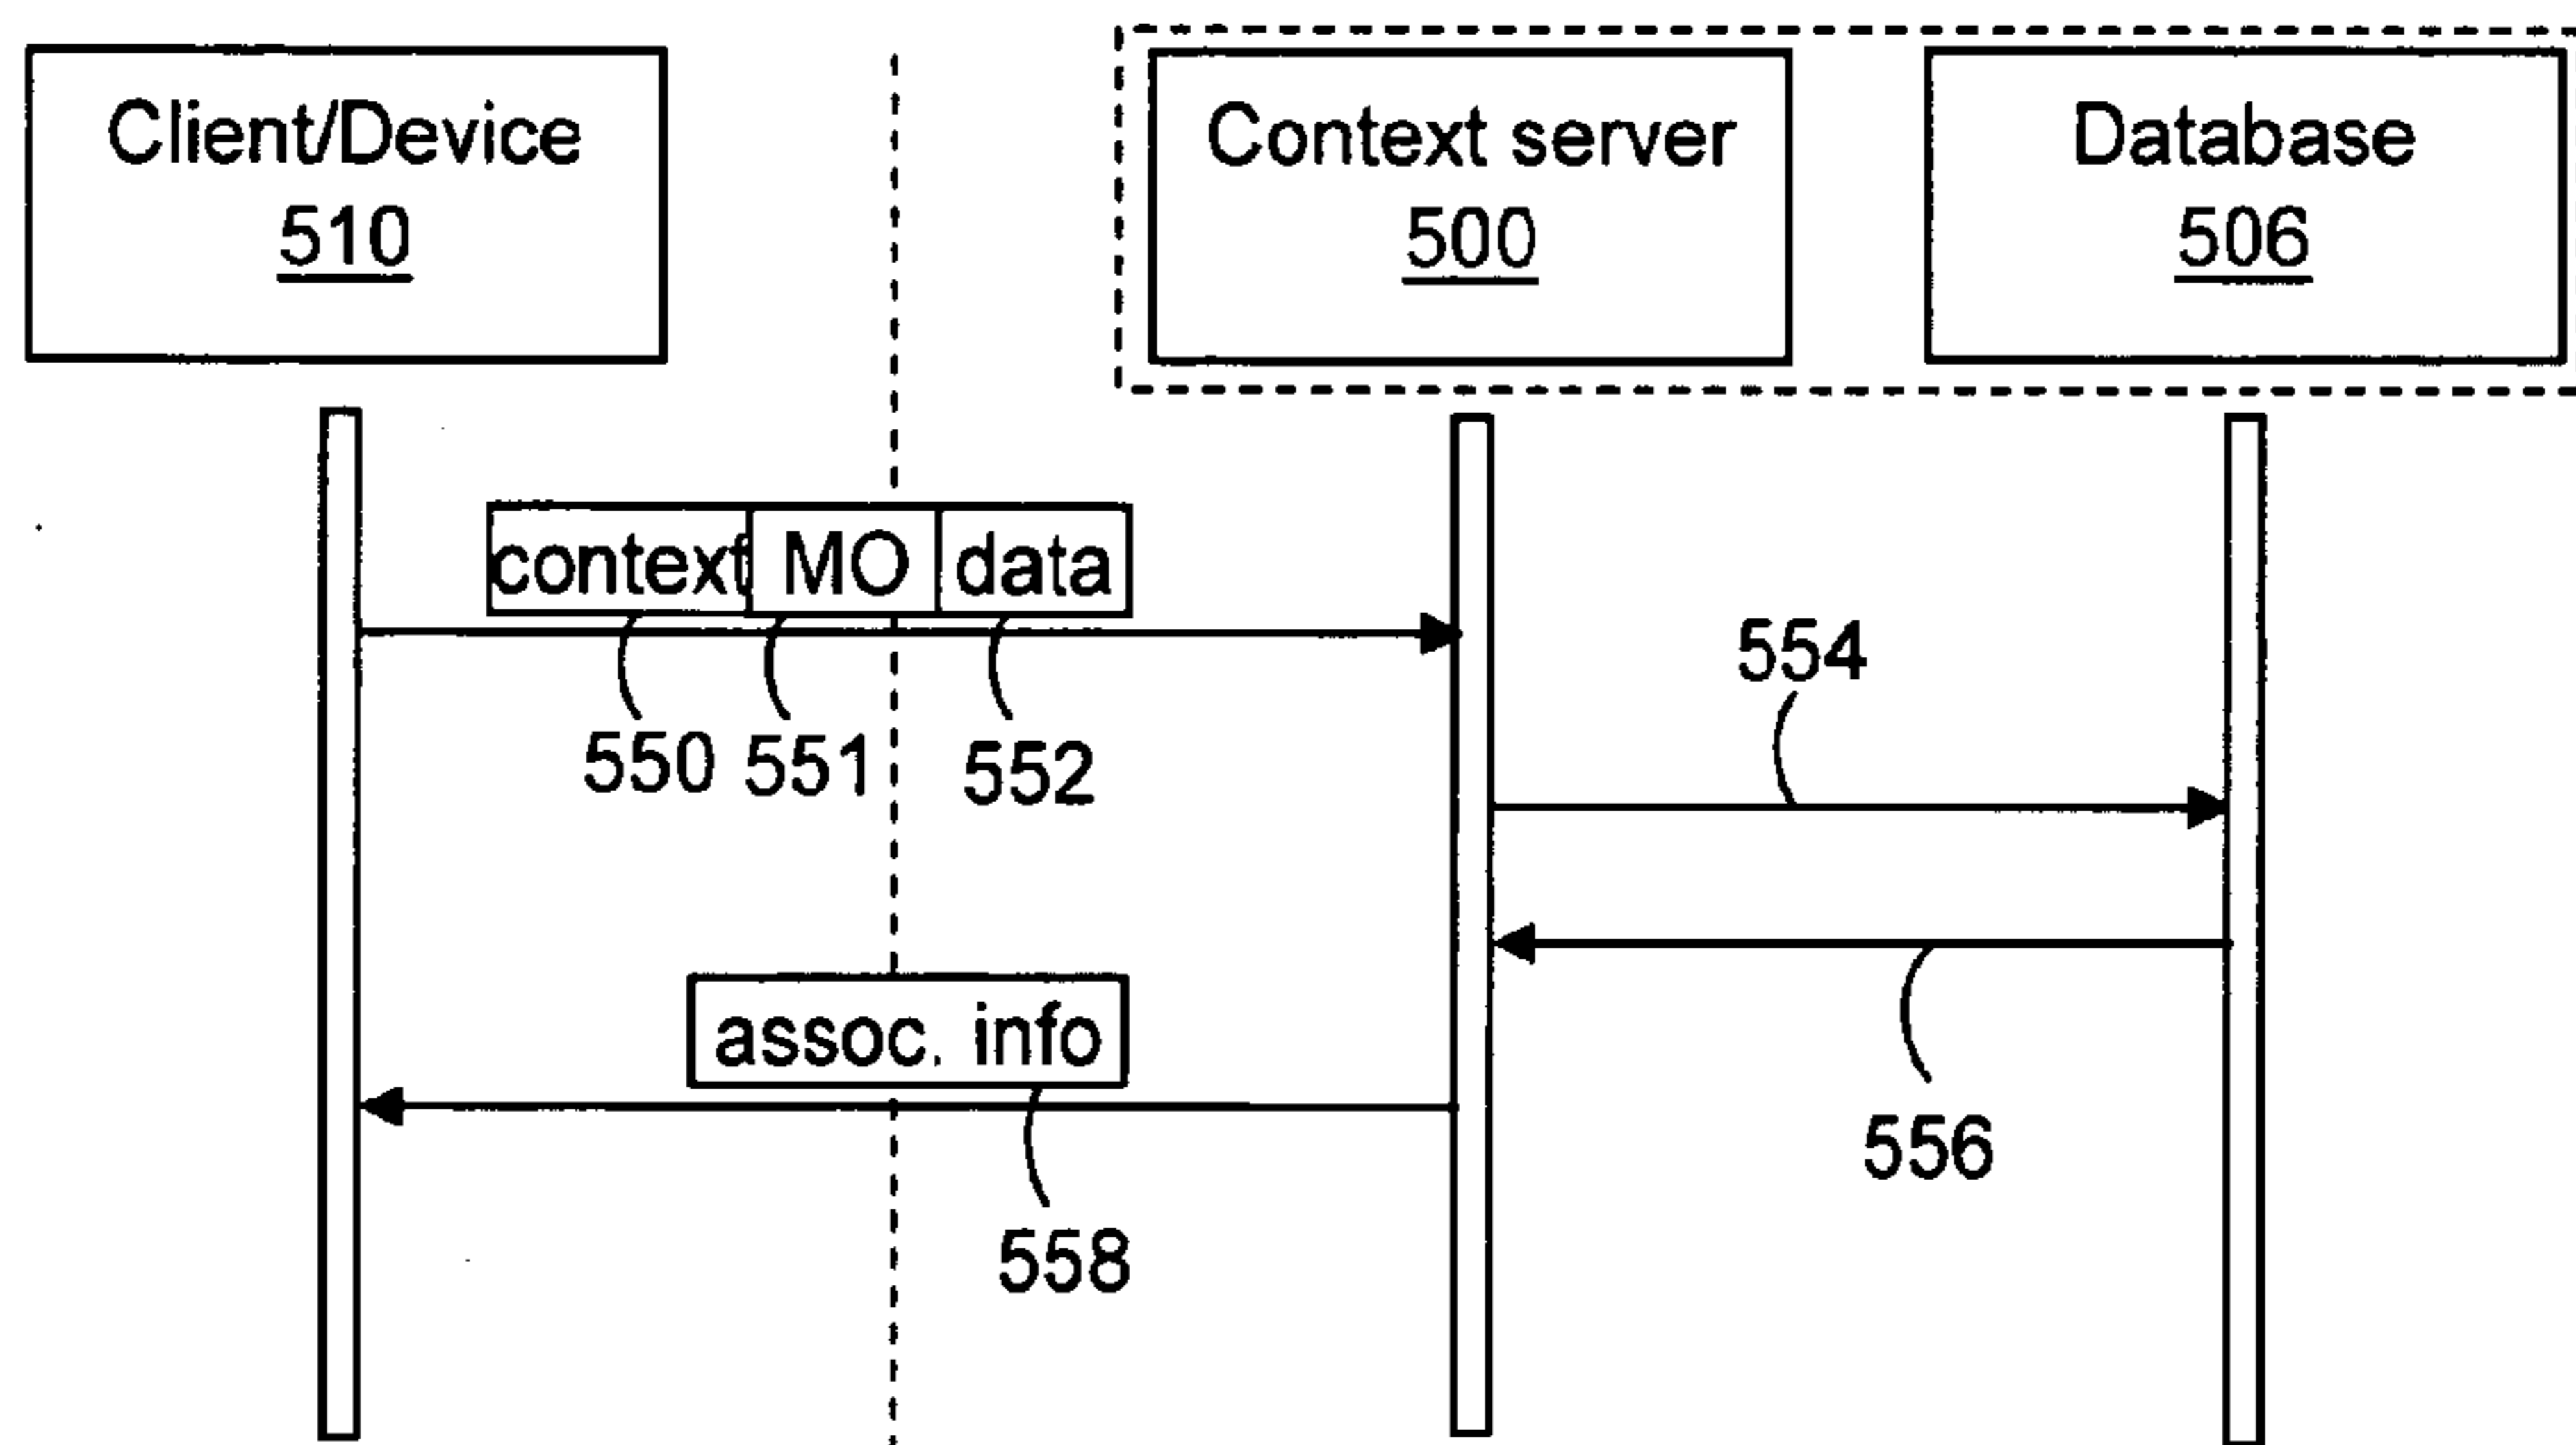 Client/Device
510
Context server
500
Database
506
context MO data
550 551 552
554
556
assoc. info
558